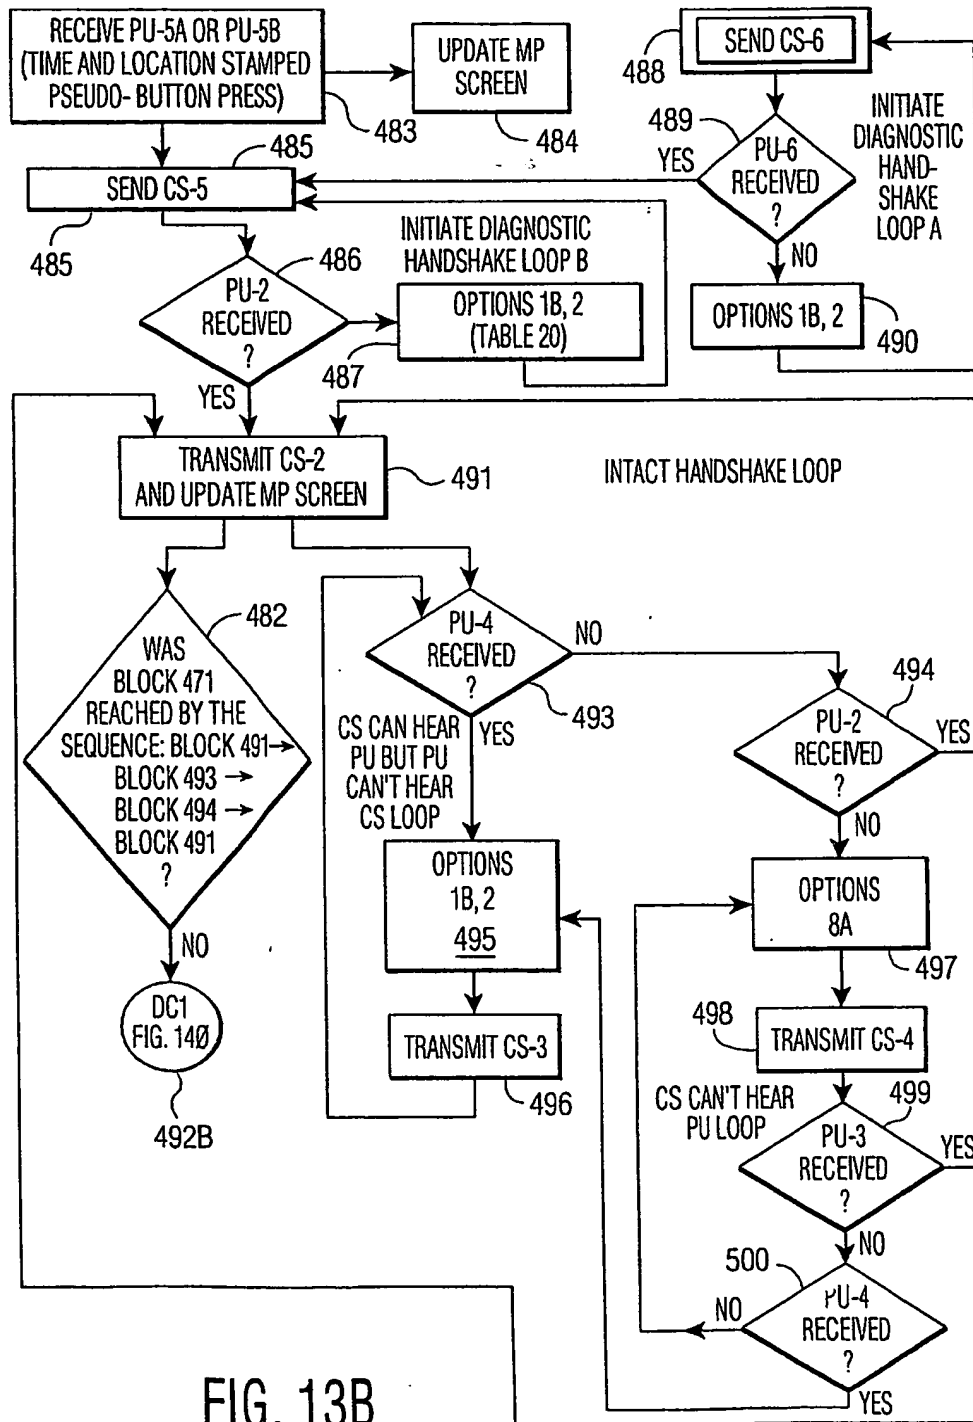 RECEIVE PU-5A OR PU-5B
(TIME AND LOCATION STAMPED
PSEUDO- BUTTON PRESS)
483
UPDATE MP
SCREEN
484
SEND CS-6
488
489
PU-6
RECEIVED
?
YES
NO
INITIATE
DIAGNOSTIC
HAND-
SHAKE
LOOP A
OPTIONS 1B, 2
490
485
SEND CS-5
485
486
PU-2
RECEIVED
?
YES
INITIATE DIAGNOSTIC
HANDSHAKE LOOP B
OPTIONS 1B, 2
(TABLE 20)
487
TRANSMIT CS-2
AND UPDATE MP SCREEN
491
INTACT HANDSHAKE LOOP
482
WAS
BLOCK 471
REACHED BY THE
SEQUENCE: BLOCK 491→
BLOCK 493 →
BLOCK 494 →
BLOCK 491
?
NO
DC1
FIG. 14Ø
492B
PU-4
RECEIVED
?
NO
493
YES
CS CAN HEAR
PU BUT PU
CAN'T HEAR
CS LOOP
OPTIONS
1B, 2
495
TRANSMIT CS-3
496
494
PU-2
RECEIVED
?
YES
NO
OPTIONS
8A
497
498
TRANSMIT CS-4
CS CAN'T HEAR
PU LOOP
499
PU-3
RECEIVED
?
YES
NO
500
PU-4
RECEIVED
?
NO
YES
FIG. 13B